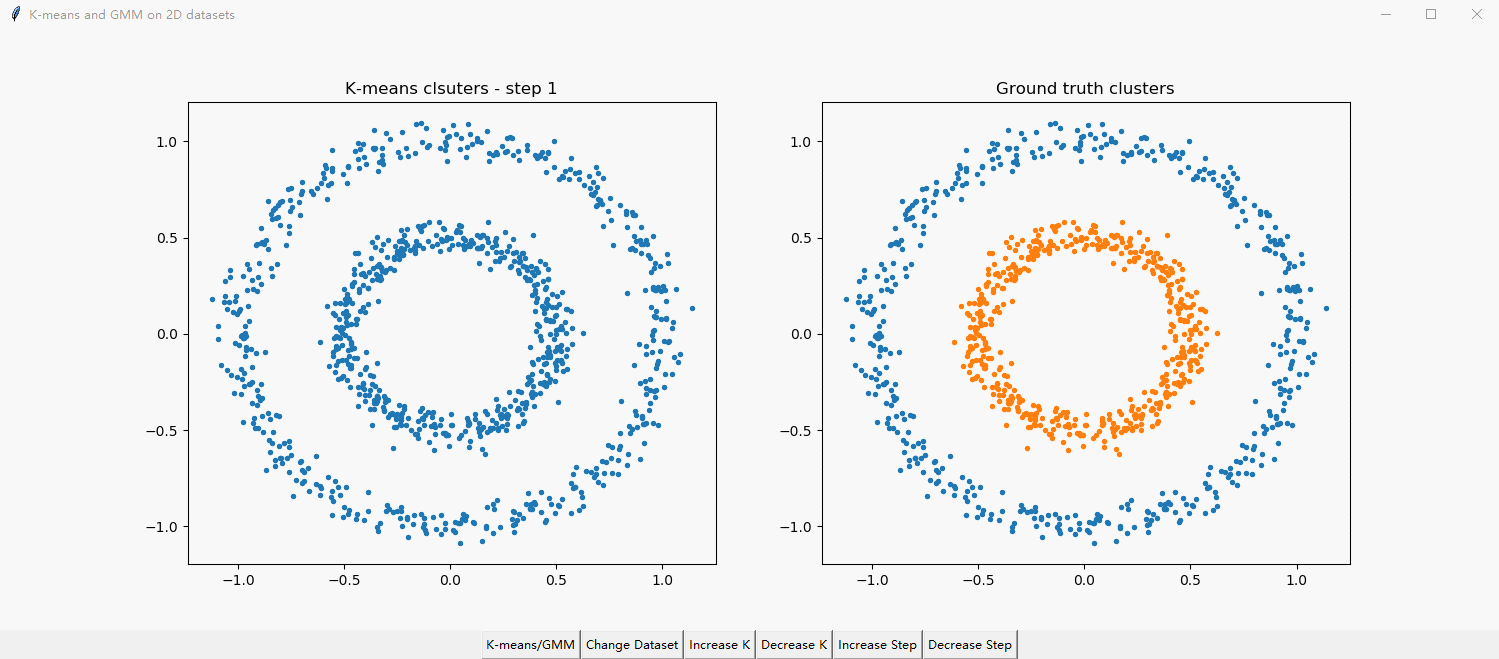 K-means and GMM on 2D datasets
K-means clsuters - step 1
1.0
0.5
0.0
−0.5
−1.0
−1.0 −0.5 0.0 0.5 1.0
Ground truth clusters
1.0
0.5
0.0
−0.5
−1.0
−1.0 −0.5 0.0 0.5 1.0
K-means/GMM Change Dataset Increase K Decrease K Increase Step Decrease Step